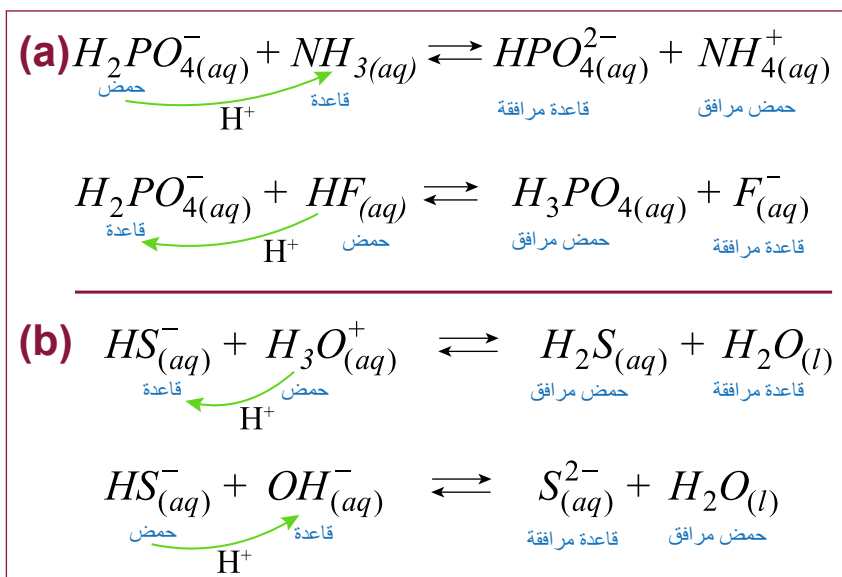 (a) H₂PO₄⁻(aq) + NH₃(aq) ⇌ HPO₄²⁻(aq) + NH₄⁺(aq)
حمض قاعدة قاعدة مرافقة حمض مرافق
H⁺
H₂PO₄⁻(aq) + HF(aq) ⇌ H₃PO₄(aq) + F⁻(aq)
قاعدة حمض حمض مرافق قاعدة مرافقة
H⁺
(b) HS⁻(aq) + H₃O⁺(aq) ⇌ H₂S(aq) + H₂O(l)
قاعدة حمض حمض مرافق قاعدة مرافقة
H⁺
HS⁻(aq) + OH⁻(aq) ⇌ S²⁻(aq) + H₂O(l)
حمض قاعدة قاعدة مرافقة حمض مرافق
H⁺